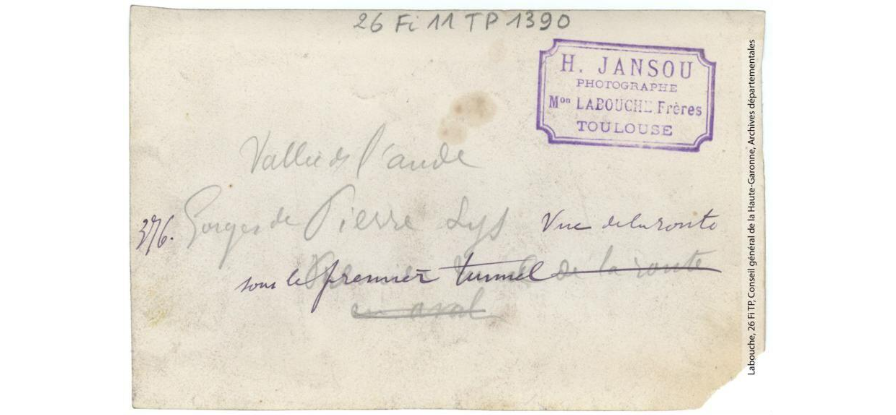 26 Fi 11 TP 1390
H. JANSOU
PHOTOGRAPHE
Mon LABOUCHE Frères
TOULOUSE
Vallée de l'aude
376. Gorges de Pierre Lys Vue de la route
sous le premier tunnel de la route
en aval
Labouche, 26 Fi TP, Conseil général de la Haute-Garonne, Archives départementales